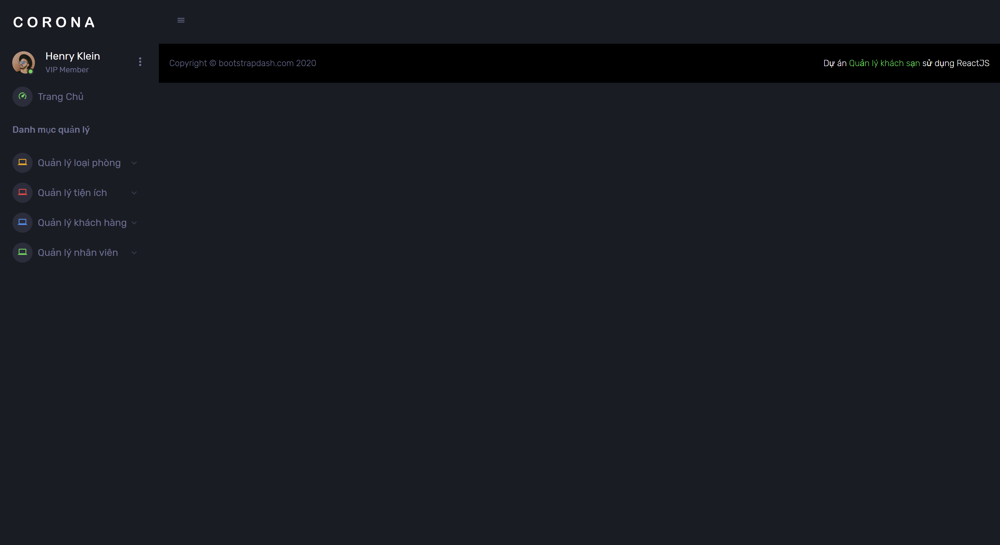 CORONA
Henry Klein
VIP Member
Copyright © bootstrapdash.com 2020
Dự án Quản lý khách sạn sử dụng ReactJS
Trang Chủ
Danh mục quản lý
Quản lý loại phòng
Quản lý tiện ích
Quản lý khách hàng
Quản lý nhân viên